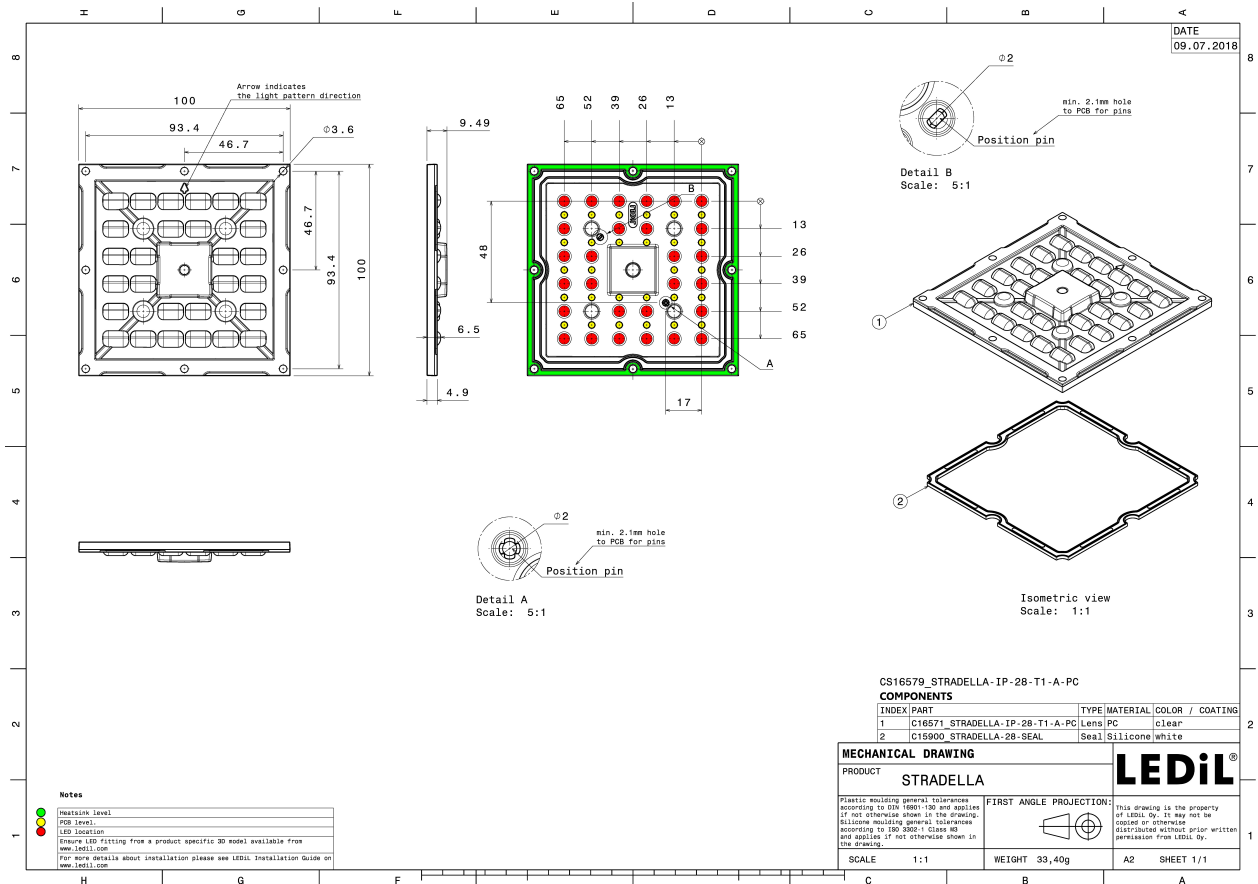 H G F E D C B A
DATE
09.07.2018
8
8
Arrow indicates
the light pattern direction
100
93.4
46.7
∅3.6
46.7
93.4
100
9.49
6.5
4.9
65 52 39 26 13
B
48
13
26
39
52
65
A
17
∅2
min. 2.1mm hole
to PCB for pins
Position pin
Detail B
Scale: 5:1
7
7
6
6
1
5
5
2
4
4
∅2
min. 2.1mm hole
to PCB for pins
Position pin
Detail A
Scale: 5:1
Isometric view
Scale: 1:1
3
3
CS16579_STRADELLA-IP-28-T1-A-PC
COMPONENTS
INDEX PART TYPE MATERIAL COLOR / COATING
1 C16571_STRADELLA-IP-28-T1-A-PC Lens PC clear
2 C15900_STRADELLA-28-SEAL Seal Silicone white
2
2
MECHANICAL DRAWING
PRODUCT
STRADELLA
LEDiL®
Plastic moulding general tolerances
according to DIN 16901-130 and applies
if not otherwise shown in the drawing.
Silicone moulding general tolerances
according to ISO 3302-1 Class M3
and applies if not otherwise shown in
the drawing.
FIRST ANGLE PROJECTION:
This drawing is the property
of LEDiL Oy. It may not be
copied or otherwise
distributed without prior written
permission from LEDiL Oy.
SCALE 1:1 WEIGHT 33,40g A2 SHEET 1/1
Notes
Heatsink level
PCB level.
LED location
Ensure LED fitting from a product specific 3D model available from
www.ledil.com
For more details about installation please see LEDiL Installation Guide on
www.ledil.com
1
1
H G F C B A